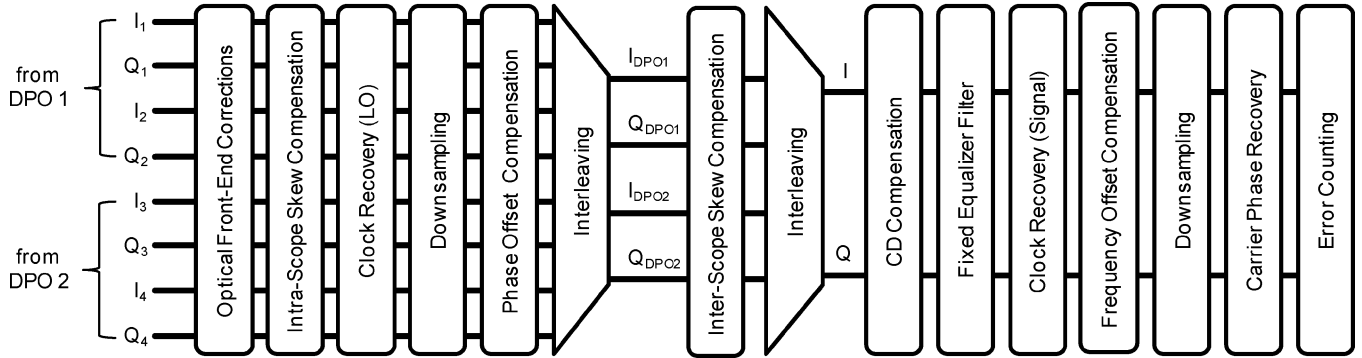 from
DPO 1
from
DPO 2
I1
Q1
I2
Q2
I3
Q3
I4
Q4
Optical Front-End Corrections
Intra-Scope Skew Compensation
Clock Recovery (LO)
Downsampling
Phase Offset Compensation
Interleaving
IDPO1
QDPO1
IDPO2
QDPO2
Inter-Scope Skew Compensation
Interleaving
I
Q
CD Compensation
Fixed Equalizer Filter
Clock Recovery (Signal)
Frequency Offset Compensation
Downsampling
Carrier Phase Recovery
Error Counting